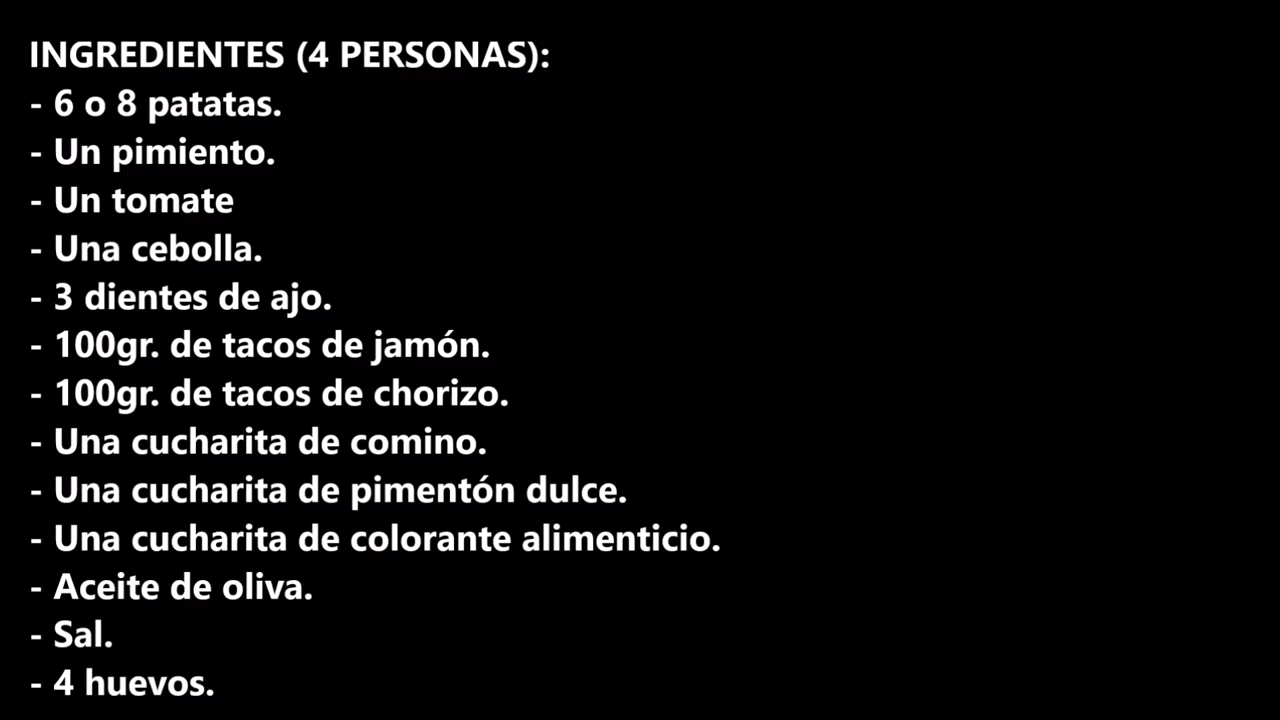 INGREDIENTES (4 PERSONAS):
- 6 o 8 patatas.
- Un pimiento.
- Un tomate
- Una cebolla.
- 3 dientes de ajo.
- 100gr. de tacos de jamón.
- 100gr. de tacos de chorizo.
- Una cucharita de comino.
- Una cucharita de pimentón dulce.
- Una cucharita de colorante alimenticio.
- Aceite de oliva.
- Sal.
- 4 huevos.